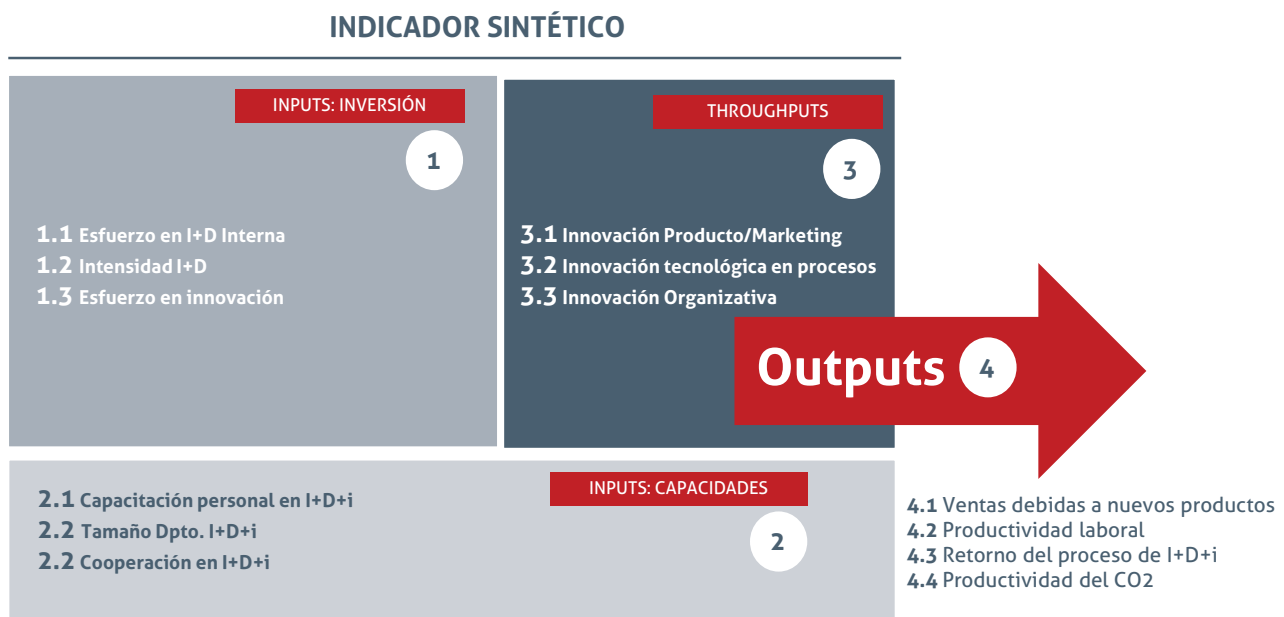 INDICADOR SINTÉTICO
INPUTS: INVERSIÓN
1
1.1 Esfuerzo en I+D Interna
1.2 Intensidad I+D
1.3 Esfuerzo en innovación
THROUGHPUTS
3
3.1 Innovación Producto/Marketing
3.2 Innovación tecnológica en procesos
3.3 Innovación Organizativa
Outputs 4
INPUTS: CAPACIDADES
2
2.1 Capacitación personal en I+D+i
2.2 Tamaño Dpto. I+D+i
2.2 Cooperación en I+D+i
4.1 Ventas debidas a nuevos productos
4.2 Productividad laboral
4.3 Retorno del proceso de I+D+i
4.4 Productividad del CO2